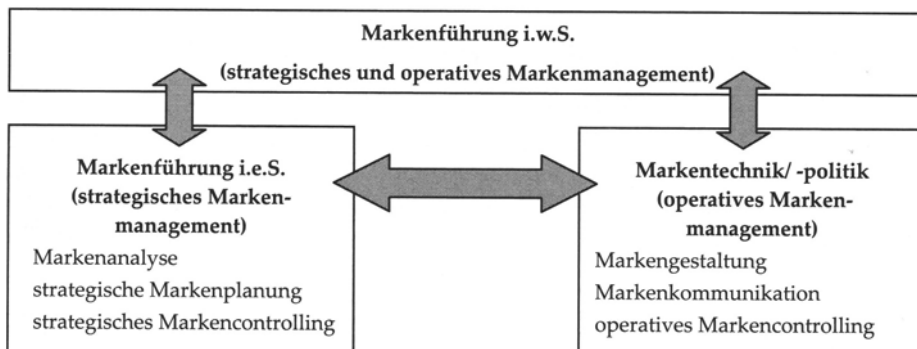 Markenführung i.w.S.
(strategisches und operatives Markenmanagement)
Markenführung i.e.S.
(strategisches Marken-
management)
Markenanalyse
strategische Markenplanung
strategisches Markencontrolling
Markentechnik/ -politik
(operatives Marken-
management)
Markengestaltung
Markenkommunikation
operatives Markencontrolling